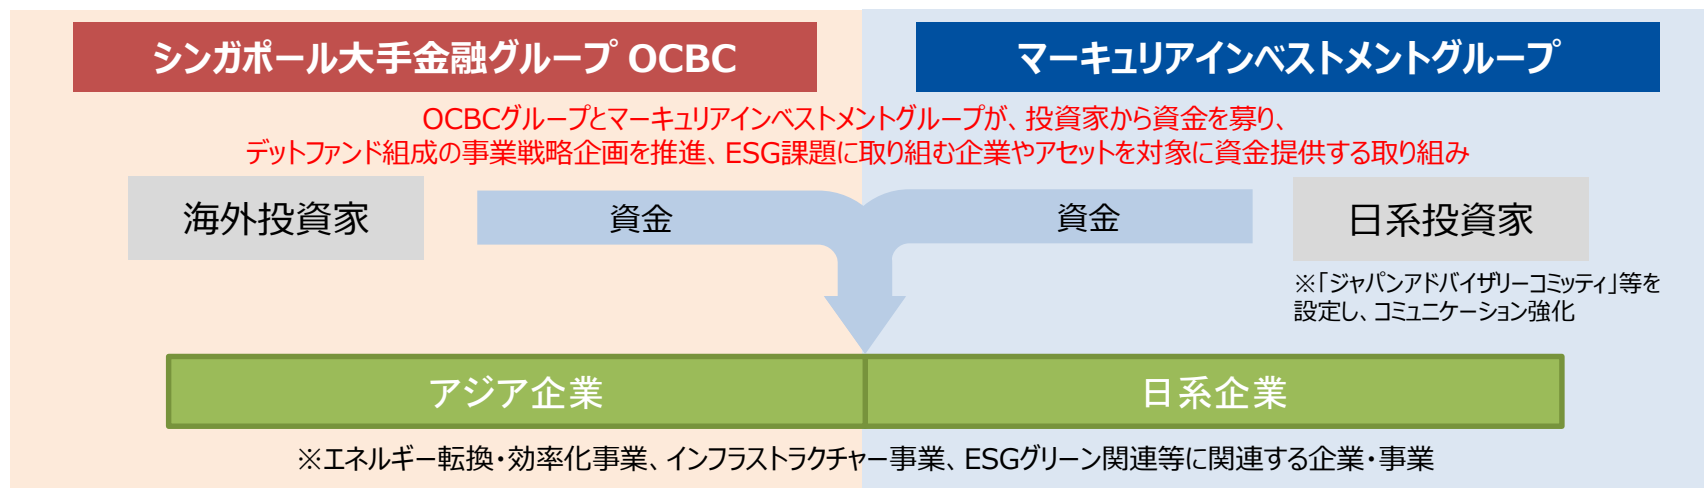 シンガポール大手金融グループ OCBC
マーキュリアインベストメントグループ
OCBCグループとマーキュリアインベストメントグループが、投資家から資金を募り、
デットファンド組成の事業戦略企画を推進、ESG課題に取り組む企業やアセットを対象に資金提供する取り組み
海外投資家
資金
資金
日系投資家
※「ジャパンアドバイザリーコミッティ」等を
設定し、コミュニケーション強化
アジア企業
日系企業
※エネルギー転換・効率化事業、インフラストラクチャー事業、ESGグリーン関連等に関連する企業・事業